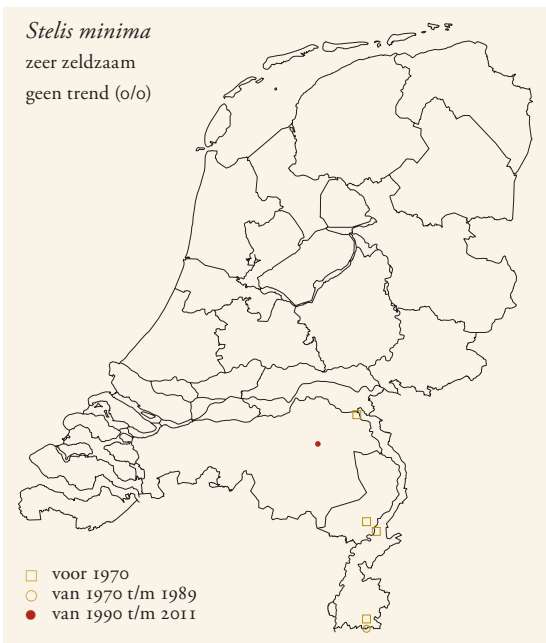 Stelis minima
zeer zeldzaam
geen trend (0/0)
voor 1970
van 1970 t/m 1989
van 1990 t/m 2011